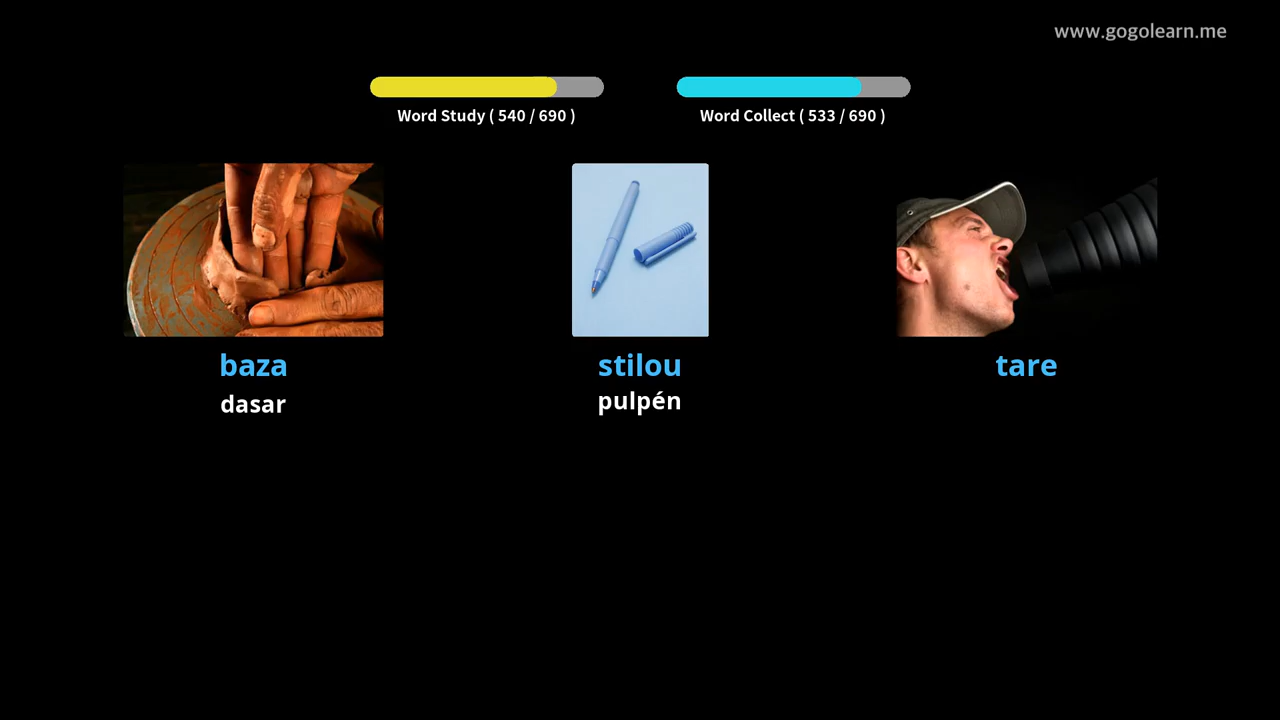 www.gogolearn.me
Word Study ( 540 / 690 )
Word Collect ( 533 / 690 )
baza
dasar
stilou
pulpén
tare